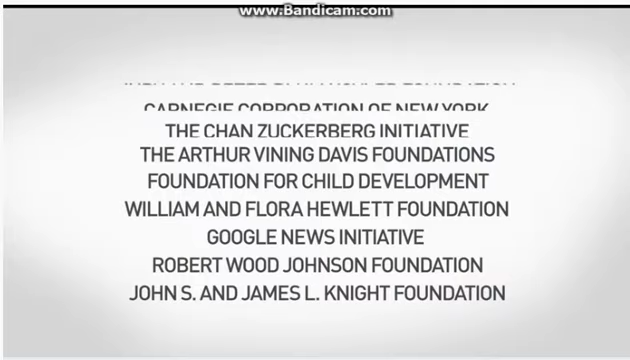 www.Bandicam.com
FOUNDATION
CARNEGIE CORPORATION OF NEW YORK
THE CHAN ZUCKERBERG INITIATIVE
THE ARTHUR VINING DAVIS FOUNDATIONS
FOUNDATION FOR CHILD DEVELOPMENT
WILLIAM AND FLORA HEWLETT FOUNDATION
GOOGLE NEWS INITIATIVE
ROBERT WOOD JOHNSON FOUNDATION
JOHN S. AND JAMES L. KNIGHT FOUNDATION